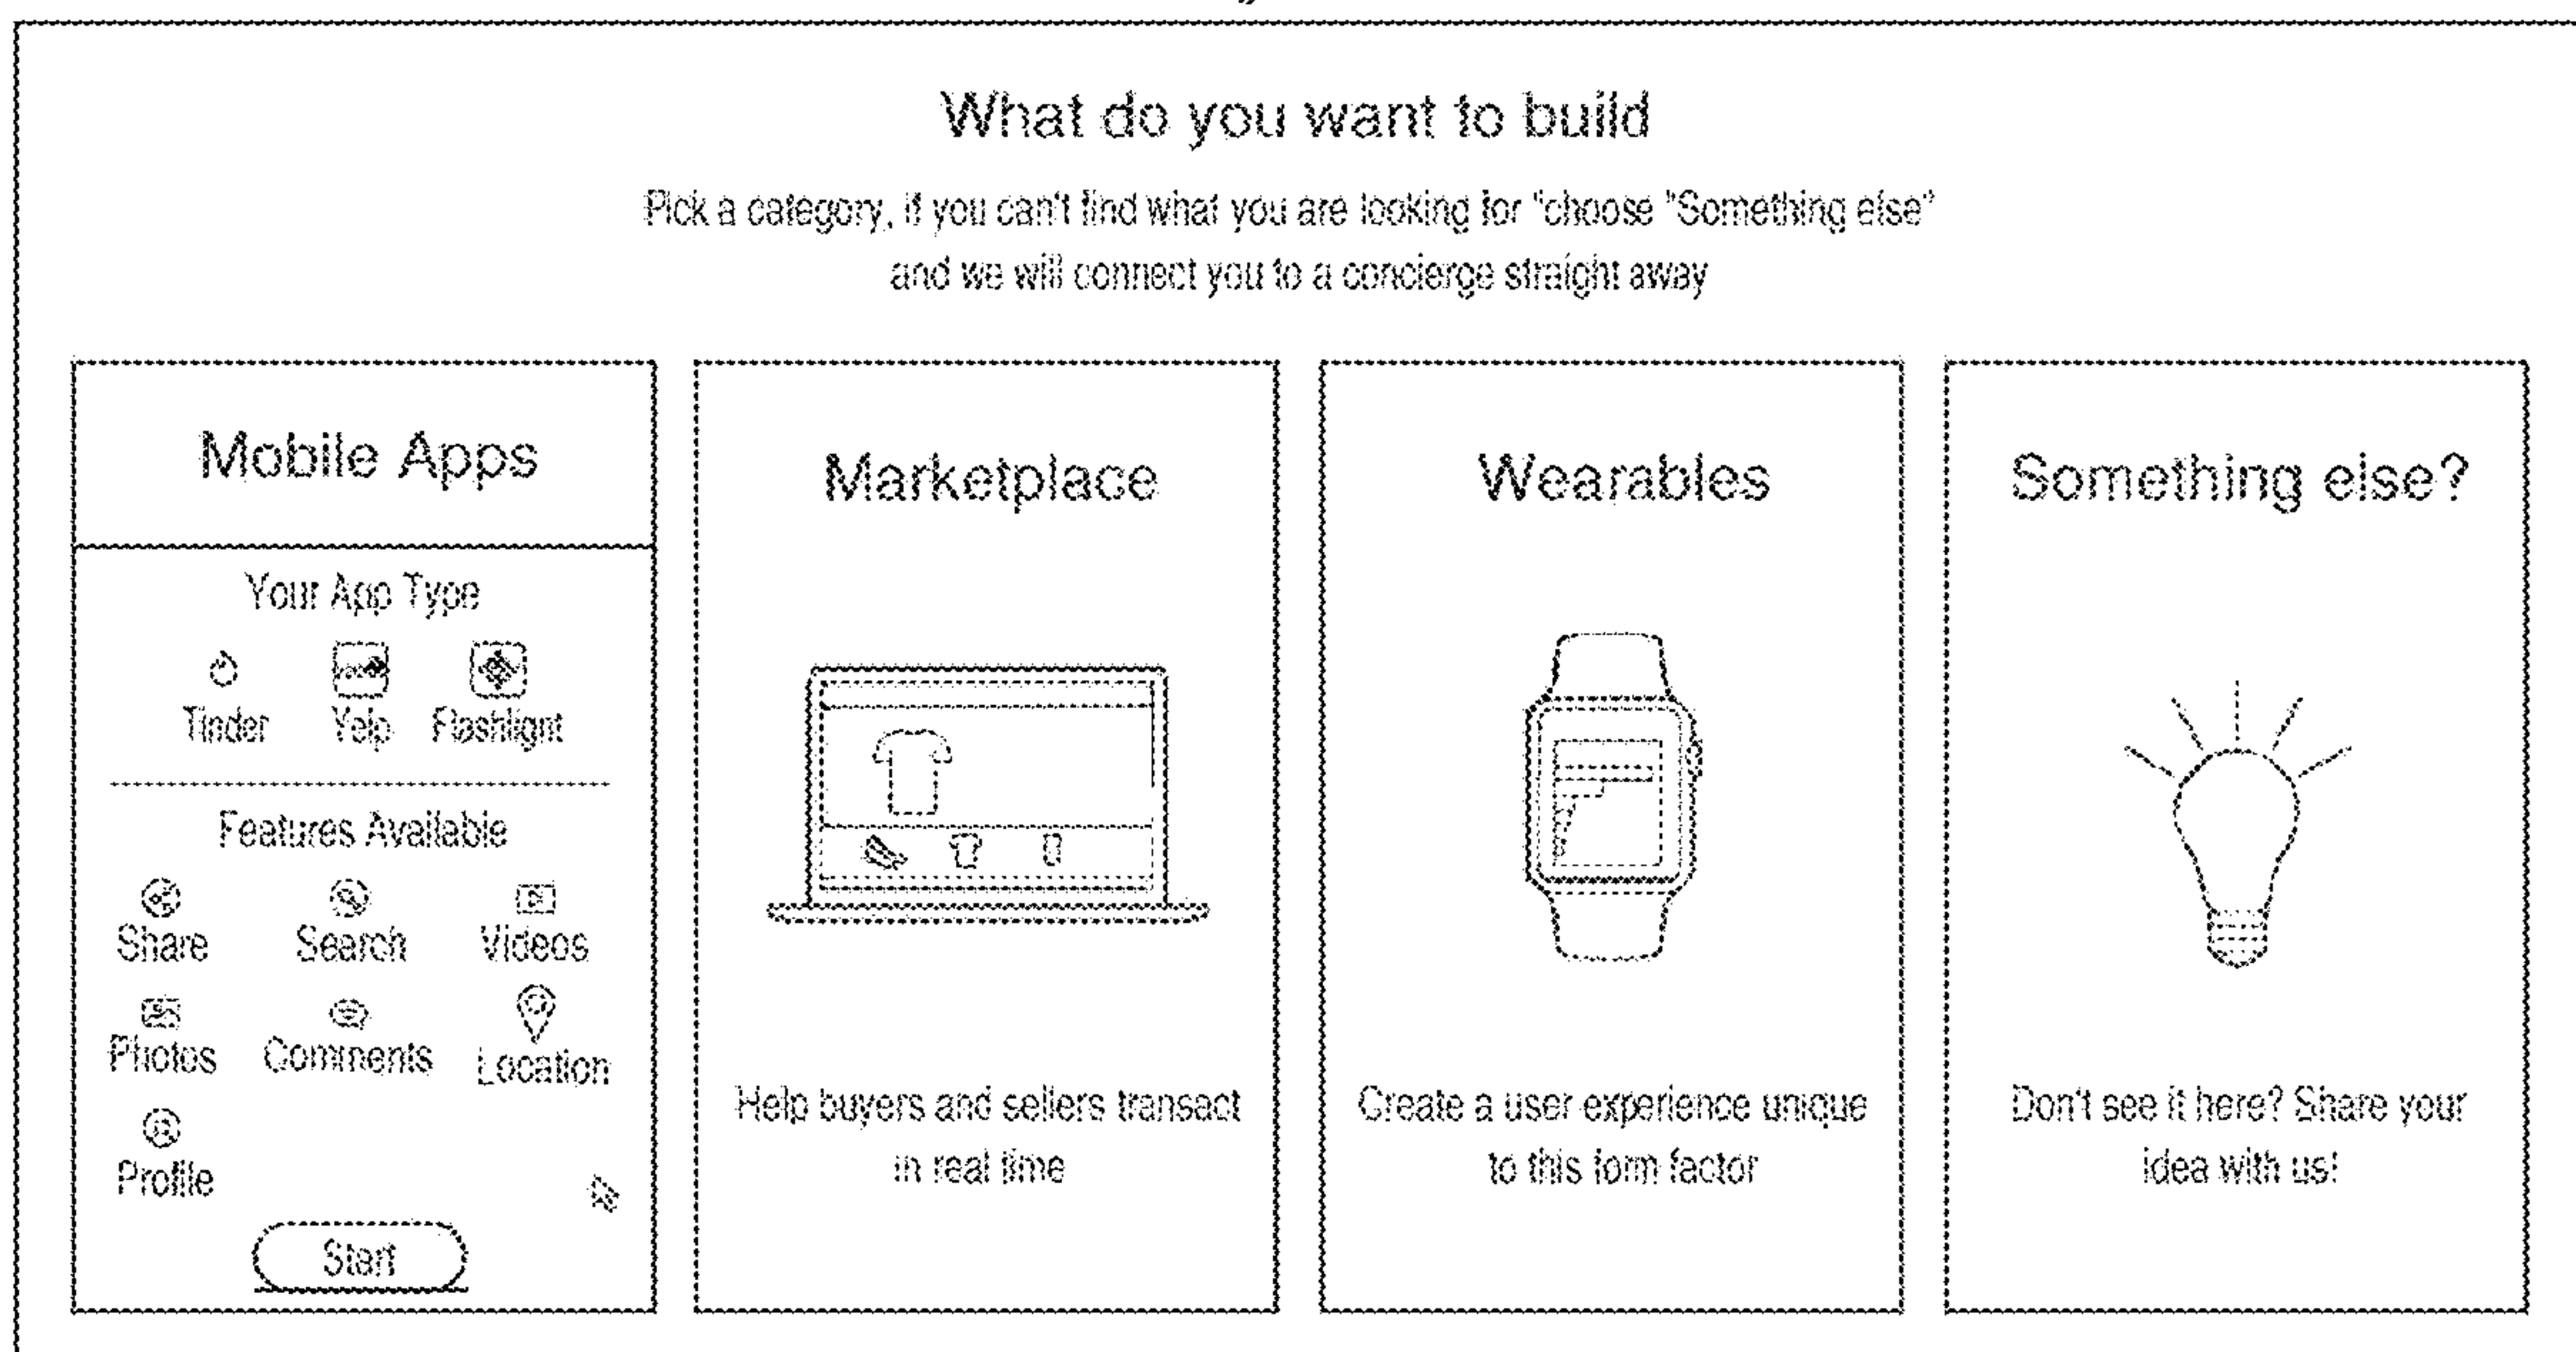 What do you want to build
Pick a category, if you can't find what you are looking for "choose "Something else"
and we will connect you to a concierge straight away
Mobile Apps
Your App Type
Tinder Yelp Flashlight
Features Available
Share Search Videos
Photos Comments Location
Profile
Start
Marketplace
Help buyers and sellers transact
in real time
Wearables
Create a user experience unique
to this form factor
Something else?
Don't see it here? Share your
idea with us!